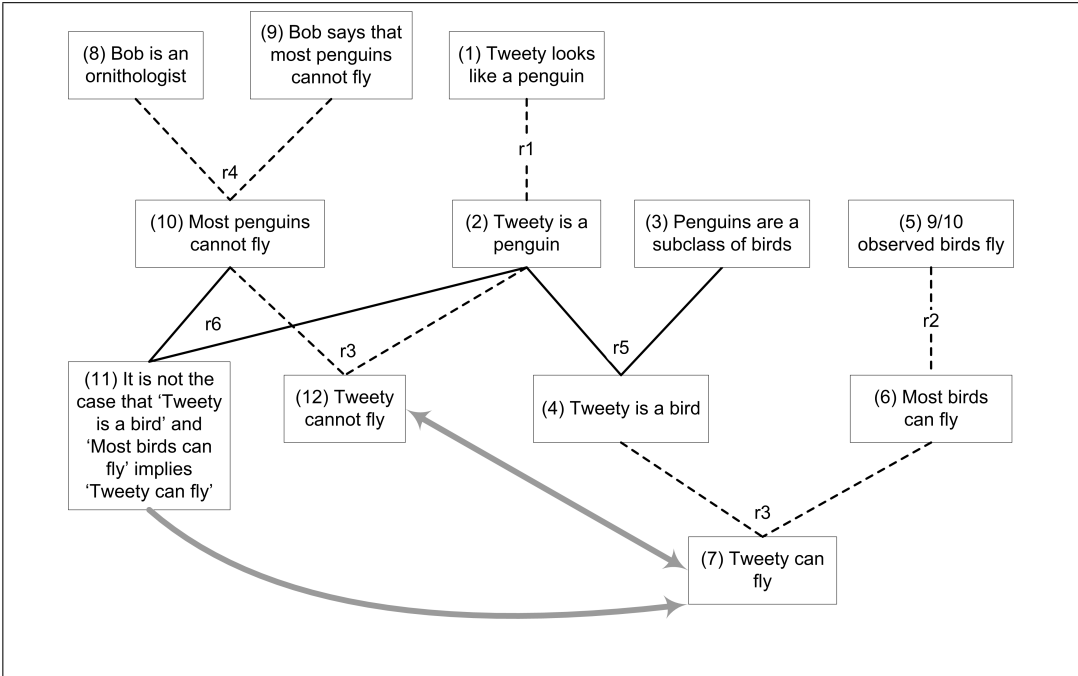 (8) Bob is an
ornithologist
(9) Bob says that
most penguins
cannot fly
(1) Tweety looks
like a penguin
r4
r1
(10) Most penguins
cannot fly
(2) Tweety is a
penguin
(3) Penguins are a
subclass of birds
(5) 9/10
observed birds fly
r6
r3
r5
r2
(11) It is not the
case that ‘Tweety
is a bird’ and
‘Most birds can
fly’ implies
‘Tweety can fly’
(12) Tweety
cannot fly
(4) Tweety is a bird
(6) Most birds
can fly
r3
(7) Tweety can
fly